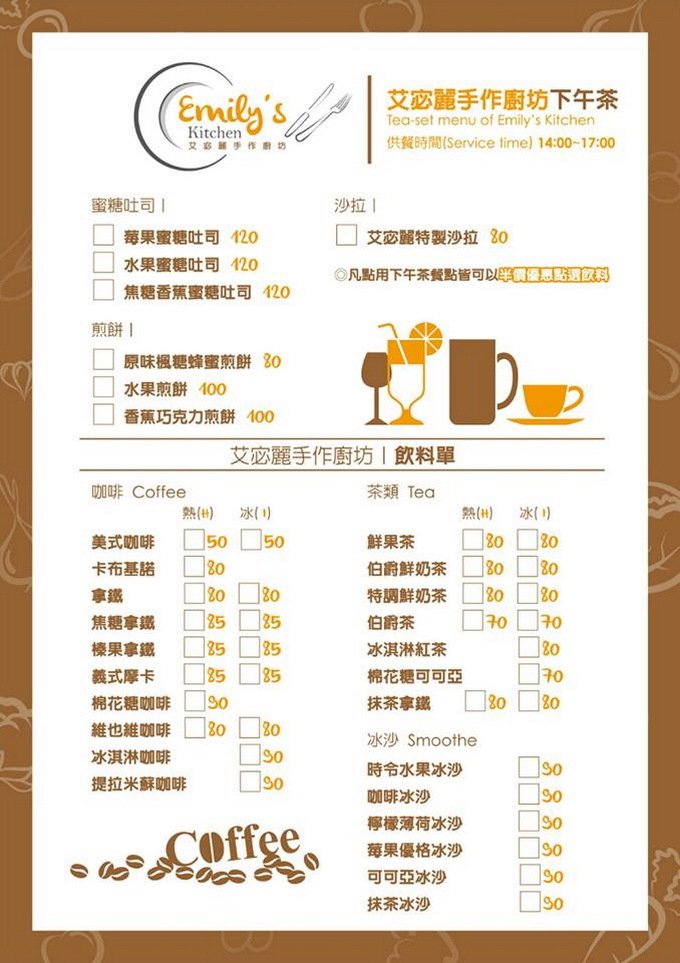 Emily's
Kitchen
艾宓麗手作廚坊
艾宓麗手作廚坊下午茶
Tea-set menu of Emily's Kitchen
供餐時間(Service time) 14:00~17:00
蜜糖吐司 |
莓果蜜糖吐司 120
水果蜜糖吐司 120
焦糖香蕉蜜糖吐司 120
沙拉 |
艾宓麗特製沙拉 80
◎凡點用下午茶餐點皆可以半價優惠點選飲料
煎餅 |
原味楓糖蜂蜜煎餅 80
水果煎餅 100
香蕉巧克力煎餅 100
艾宓麗手作廚坊 | 飲料單
咖啡 Coffee
熱(H) 冰(I)
美式咖啡 50 50
卡布基諾 80
拿鐵 80 80
焦糖拿鐵 85 85
榛果拿鐵 85 85
義式摩卡 85 85
棉花糖咖啡 90
維也維咖啡 80 80
冰淇淋咖啡 90
提拉米蘇咖啡 90
Coffee
茶類 Tea
熱(H) 冰(I)
鮮果茶 80 80
伯爵鮮奶茶 80 80
特調鮮奶茶 80 80
伯爵茶 70 70
冰淇淋紅茶 80
棉花糖可可亞 70
抹茶拿鐵 80 80
冰沙 Smoothe
時令水果冰沙 90
咖啡冰沙 90
檸檬薄荷冰沙 90
莓果優格冰沙 90
可可亞冰沙 90
抹茶冰沙 90